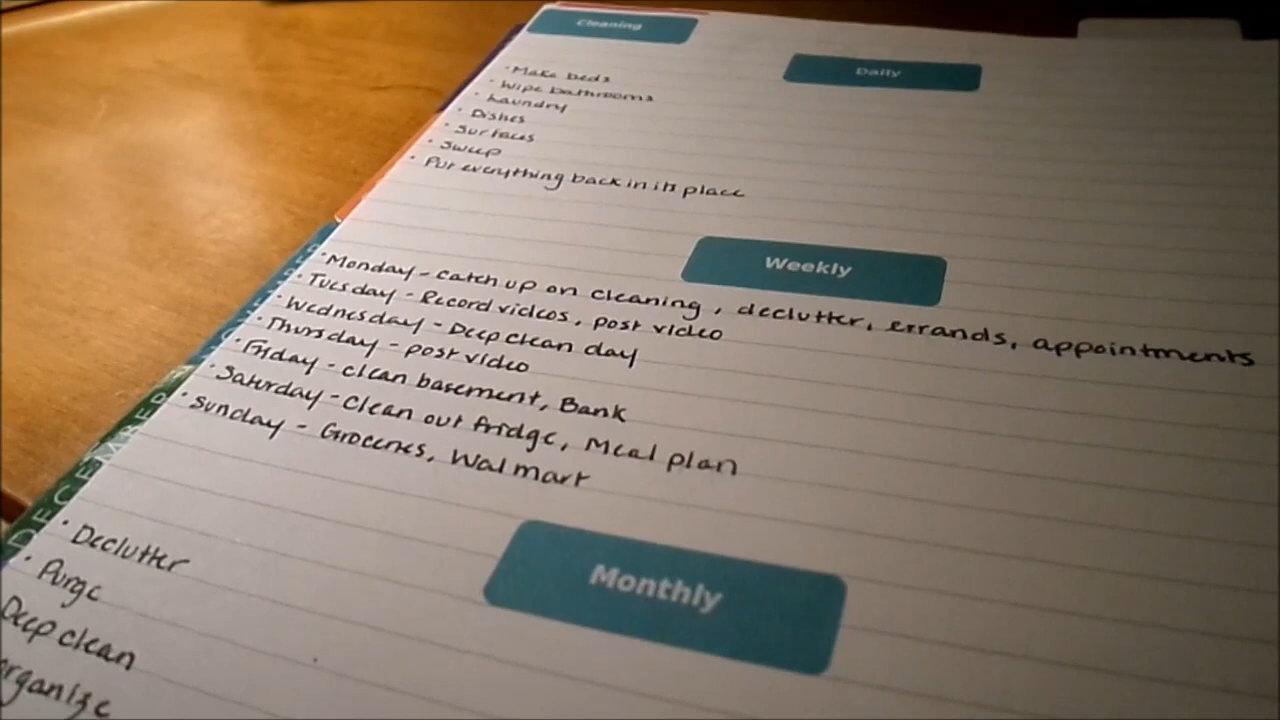 Cleaning
Daily
· Make beds
· Wipe bathrooms
· Laundry
· Dishes
· Surfaces
· Sweep
· Put everything back in its place
Weekly
· Monday - catch up on cleaning, declutter, errands, appointments
· Tuesday - Record videos, post video
· Wednesday - Deep clean day
· Thursday - post video
· Friday - clean basement, Bank
· Saturday - Clean out fridge, Meal plan
· Sunday - Groceries, Walmart
Monthly
· Declutter
· Purge
Deep clean
organize
DECEMBER